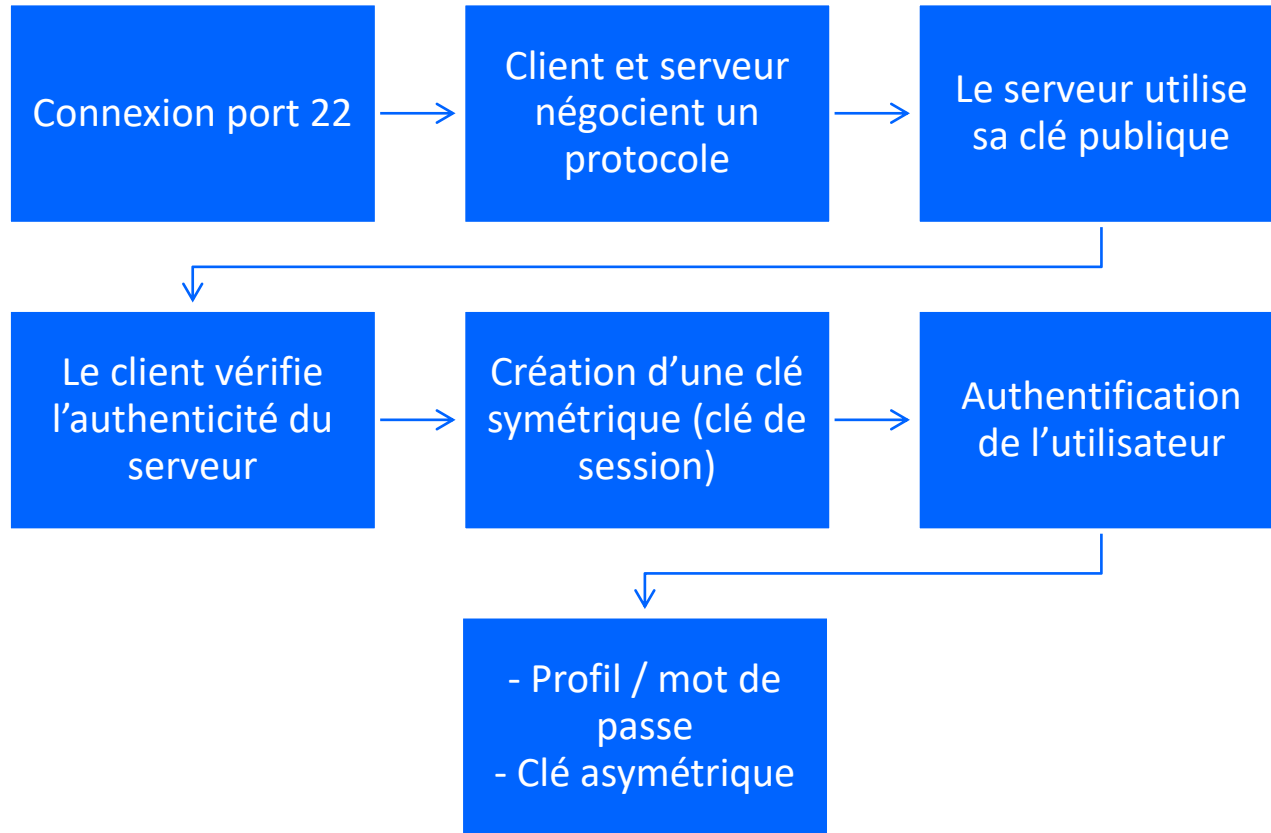 Connexion port 22
Client et serveur
négocient un
protocole
Le serveur utilise
sa clé publique
Le client vérifie
l’authenticité du
serveur
Création d’une clé
symétrique (clé de
session)
Authentification
de l’utilisateur
- Profil / mot de
passe
- Clé asymétrique